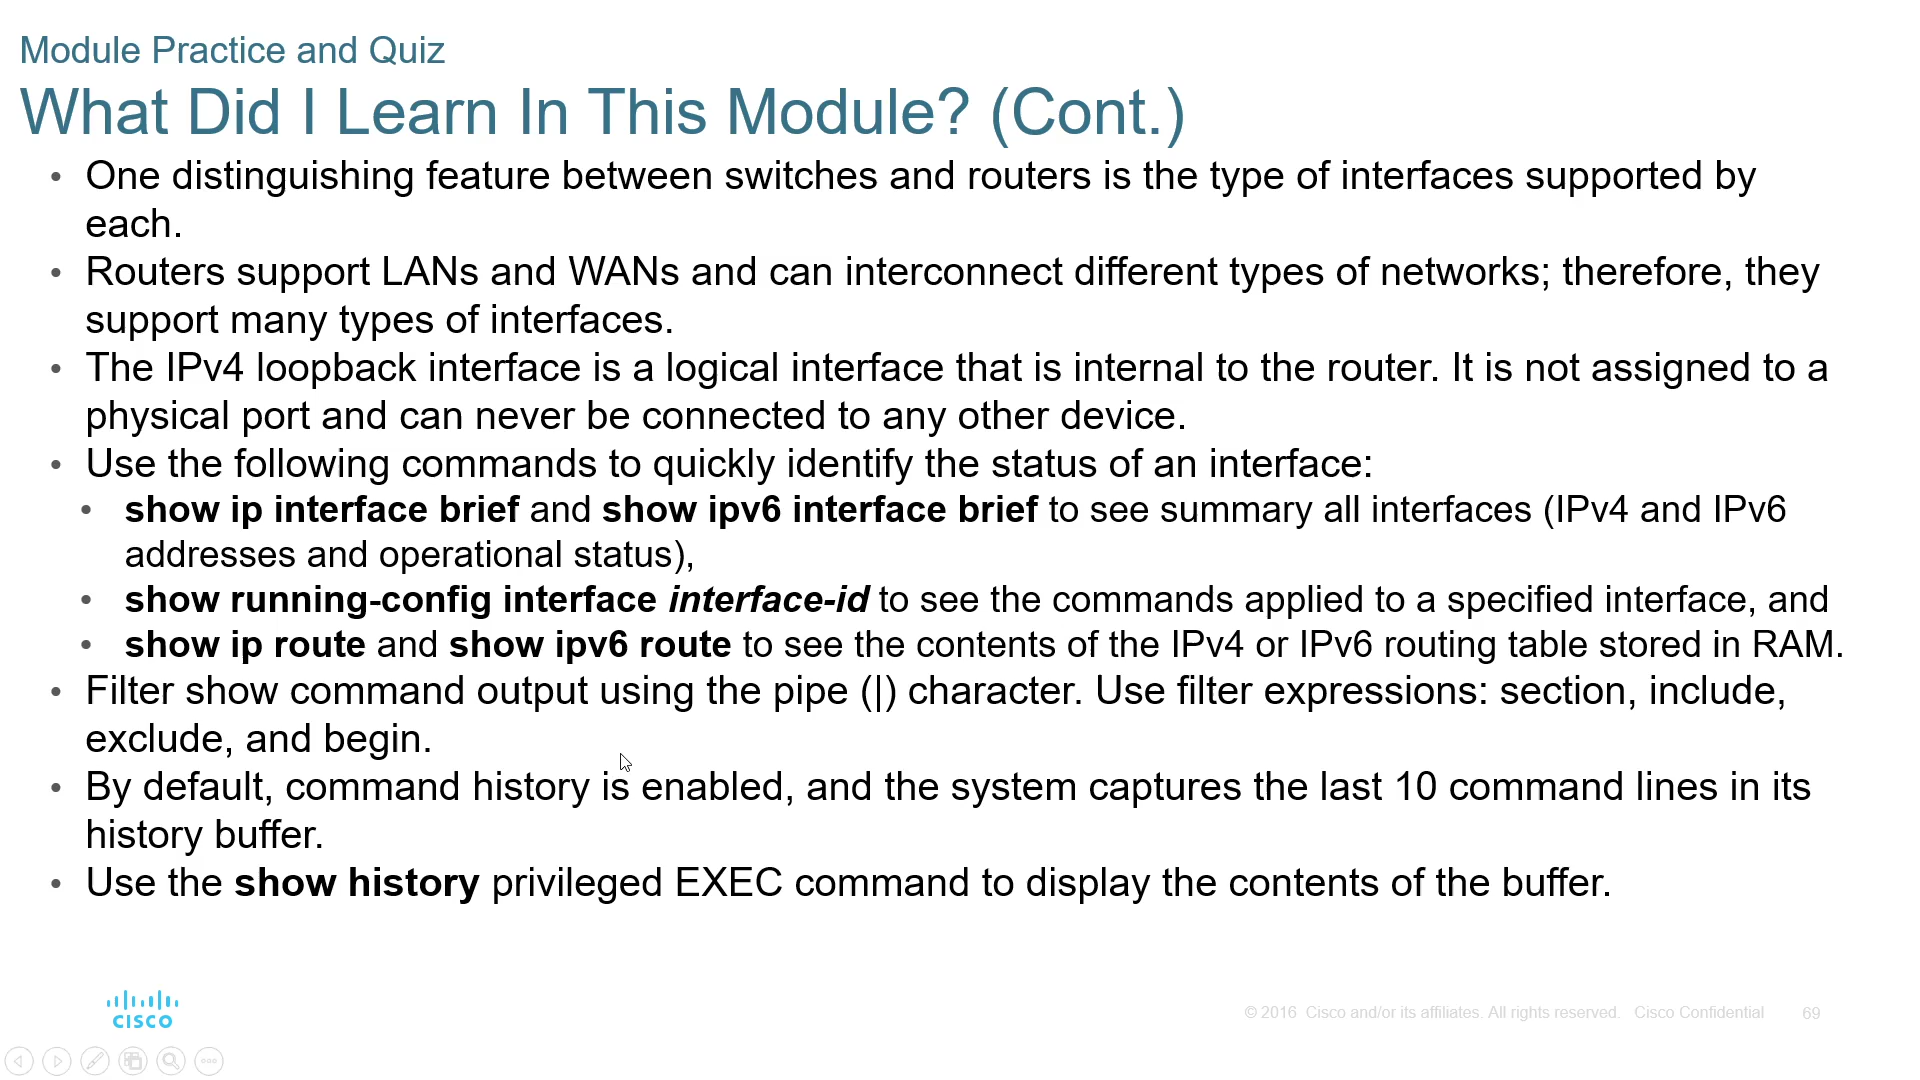 Module Practice and Quiz
What Did I Learn In This Module? (Cont.)
• One distinguishing feature between switches and routers is the type of interfaces supported by
each.
• Routers support LANs and WANs and can interconnect different types of networks; therefore, they
support many types of interfaces.
• The IPv4 loopback interface is a logical interface that is internal to the router. It is not assigned to a
physical port and can never be connected to any other device.
• Use the following commands to quickly identify the status of an interface:
• show ip interface brief and show ipv6 interface brief to see summary all interfaces (IPv4 and IPv6
addresses and operational status),
• show running-config interface interface-id to see the commands applied to a specified interface, and
• show ip route and show ipv6 route to see the contents of the IPv4 or IPv6 routing table stored in RAM.
• Filter show command output using the pipe (|) character. Use filter expressions: section, include,
exclude, and begin.
• By default, command history is enabled, and the system captures the last 10 command lines in its
history buffer.
• Use the show history privileged EXEC command to display the contents of the buffer.
CISCO
© 2016 Cisco and/or its affiliates. All rights reserved. Cisco Confidential 69